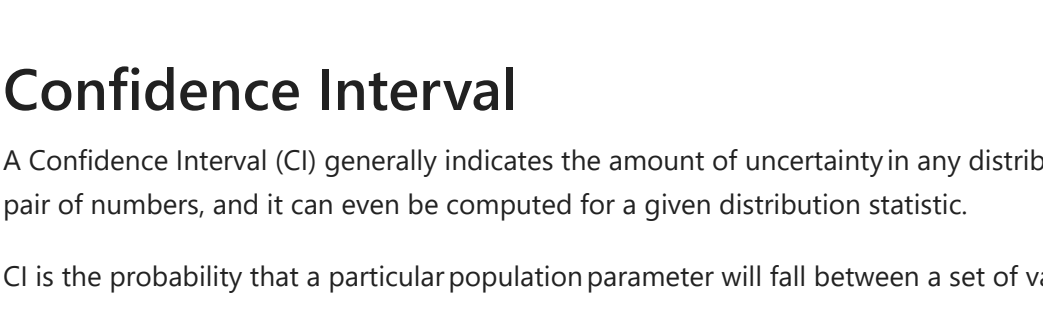 Confidence Interval
A Confidence Interval (CI) generally indicates the amount of uncertainty in any distrib
pair of numbers, and it can even be computed for a given distribution statistic.
CI is the probability that a particular population parameter will fall between a set of va